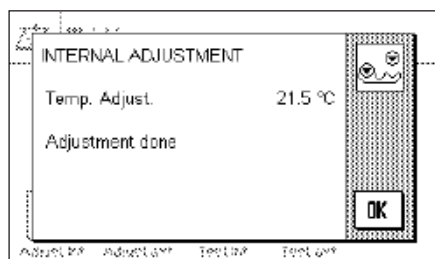 INTERNAL ADJUSTMENT
Temp. Adjust. 21.5 °C
Adjustment done
OK